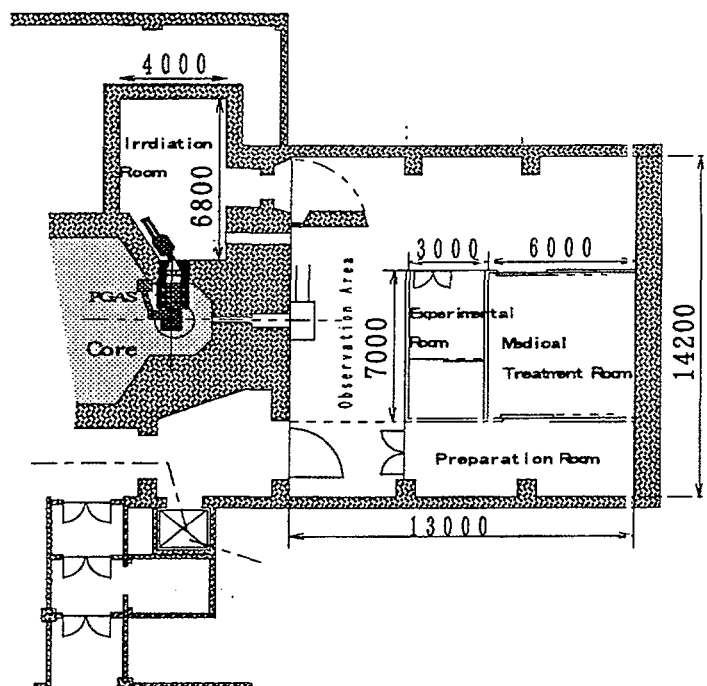 4000
Irrdiation
Room
6800
PGAS
Core
Observation Area
3000
6000
7000
Experimental
Room
Medical
Treatment Room
14200
Preparation Room
13000